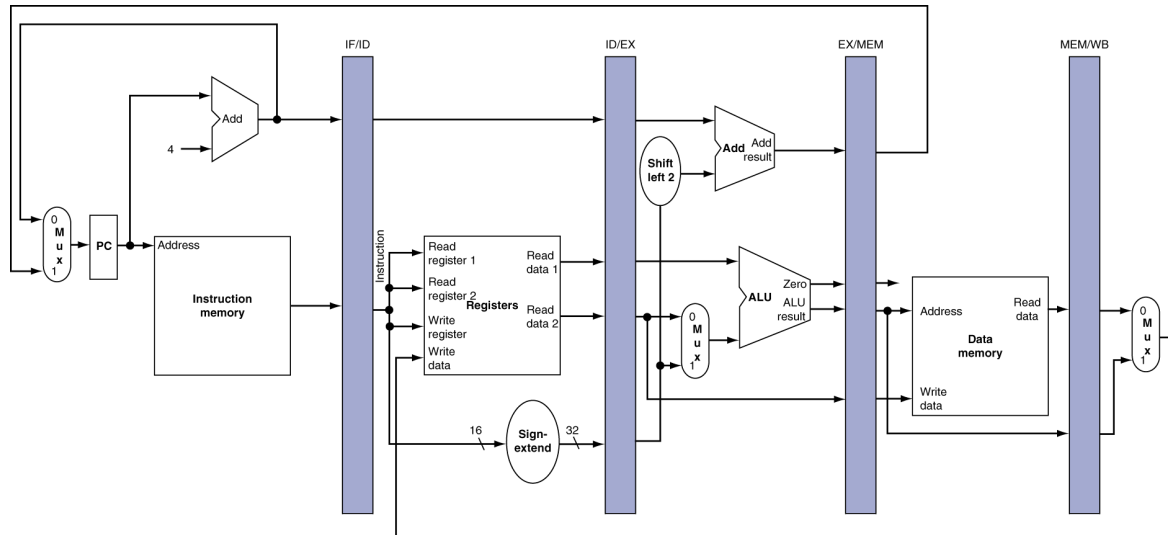 IF/ID
ID/EX
EX/MEM
MEM/WB
Add
4
Add
Add
result
Shift
left 2
0
M
u
x
1
PC
Address
Instruction
memory
Instruction
Read
register 1
Read
register 2
Registers
Write
register
Write
data
Read
data 1
Read
data 2
16
Sign-
extend
32
0
M
u
x
1
Zero
ALU
ALU
result
Address
Read
data
Data
memory
Write
data
0
M
u
x
1